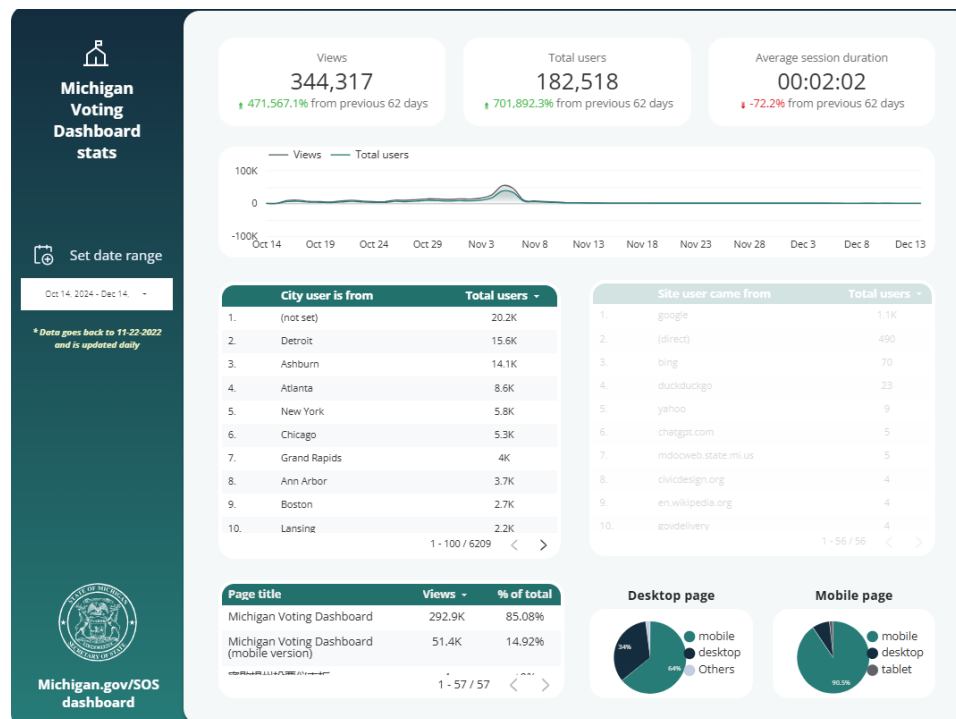 Michigan
Voting
Dashboard
stats
Set date range
Oct 14, 2024 - Dec 14,
* Data goes back to 11-22-2022
and is updated daily
STATE OF MICHIGAN
SECRETARY OF STATE
Michigan.gov/SOS
dashboard
Views
344,317
471,567.1% from previous 62 days
Total users
182,518
701,892.3% from previous 62 days
Average session duration
00:02:02
-72.2% from previous 62 days
Views Total users
100K
0
-100K
Oct 14 Oct 19 Oct 24 Oct 29 Nov 3 Nov 8 Nov 13 Nov 18 Nov 23 Nov 28 Dec 3 Dec 8 Dec 13
City user is from Total users
1. (not set) 20.2K
2. Detroit 15.6K
3. Ashburn 14.1K
4. Atlanta 8.6K
5. New York 5.8K
6. Chicago 5.3K
7. Grand Rapids 4K
8. Ann Arbor 3.7K
9. Boston 2.7K
10. Lansing 2.2K
1 - 100 / 6209
Site user came from Total users
1. google 1.1K
2. (direct) 490
3. bing 70
4. duckduckgo 23
5. yahoo 9
6. chatgpt.com 5
7. mdocweb.state.mi.us 5
8. civicdesign.org 4
9. en.wikipedia.org 4
10. govdelivery 4
1 - 56 / 56
Page title Views % of total
Michigan Voting Dashboard 292.9K 85.08%
Michigan Voting Dashboard
(mobile version) 51.4K 14.92%
1 - 57 / 57
Desktop page
34%
64%
mobile
desktop
Others
Mobile page
90.5%
mobile
desktop
tablet